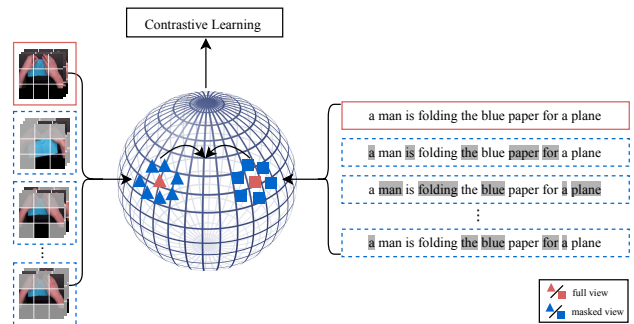 Contrastive Learning
a man is folding the blue paper for a plane
a man is folding the blue paper for a plane
a man is folding the blue paper for a plane
a man is folding the blue paper for a plane
full view
masked view